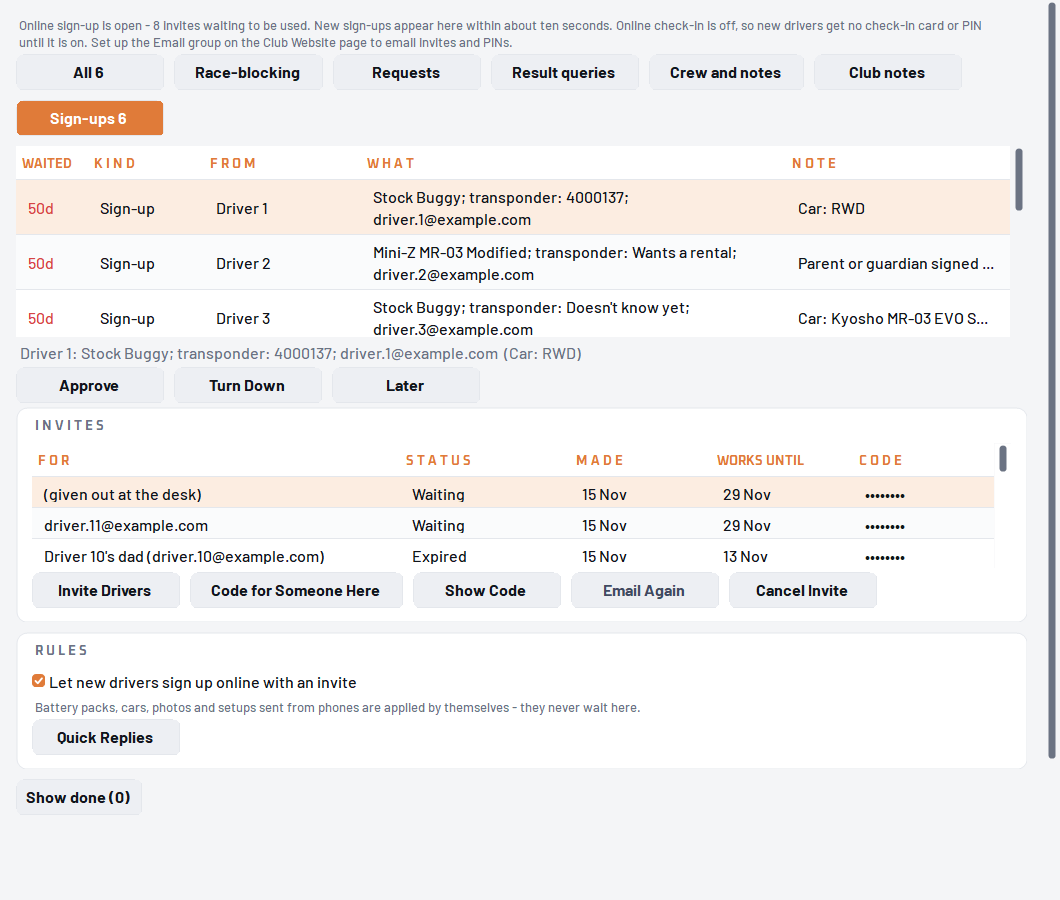 Online sign-up is open - 8 invites waiting to be used. New sign-ups appear here within about ten seconds. Online check-in is off, so new drivers get no check-in card or PIN
until it is on. Set up the Email group on the Club Website page to email invites and PINs.
All 6 Race-blocking Requests Result queries Crew and notes Club notes
Sign-ups 6
WAITED KIND FROM WHAT NOTE
50d Sign-up Driver 1 Stock Buggy; transponder: 4000137; Car: RWD
driver.1@example.com
50d Sign-up Driver 2 Mini-Z MR-03 Modified; transponder: Wants a rental; Parent or guardian signed ...
driver.2@example.com
50d Sign-up Driver 3 Stock Buggy; transponder: Doesn't know yet; Car: Kyosho MR-03 EVO S...
driver.3@example.com
Driver 1: Stock Buggy; transponder: 4000137; driver.1@example.com (Car: RWD)
Approve Turn Down Later
INVITES
FOR STATUS MADE WORKS UNTIL CODE
(given out at the desk) Waiting 15 Nov 29 Nov ••••••••
driver.11@example.com Waiting 15 Nov 29 Nov ••••••••
Driver 10's dad (driver.10@example.com) Expired 15 Nov 13 Nov ••••••••
Invite Drivers Code for Someone Here Show Code Email Again Cancel Invite
RULES
Let new drivers sign up online with an invite
Battery packs, cars, photos and setups sent from phones are applied by themselves - they never wait here.
Quick Replies
Show done (0)